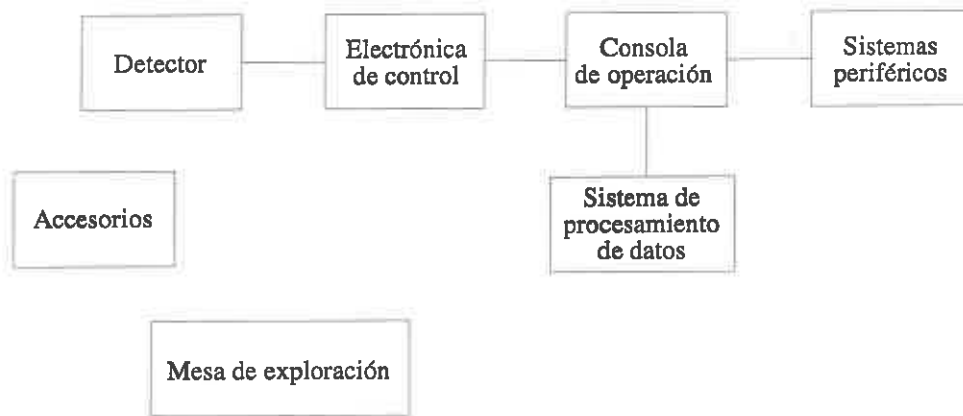 Detector
Electrónica
de control
Consola
de operación
Sistemas
periféricos
Accesorios
Sistema de
procesamiento
de datos
Mesa de exploración